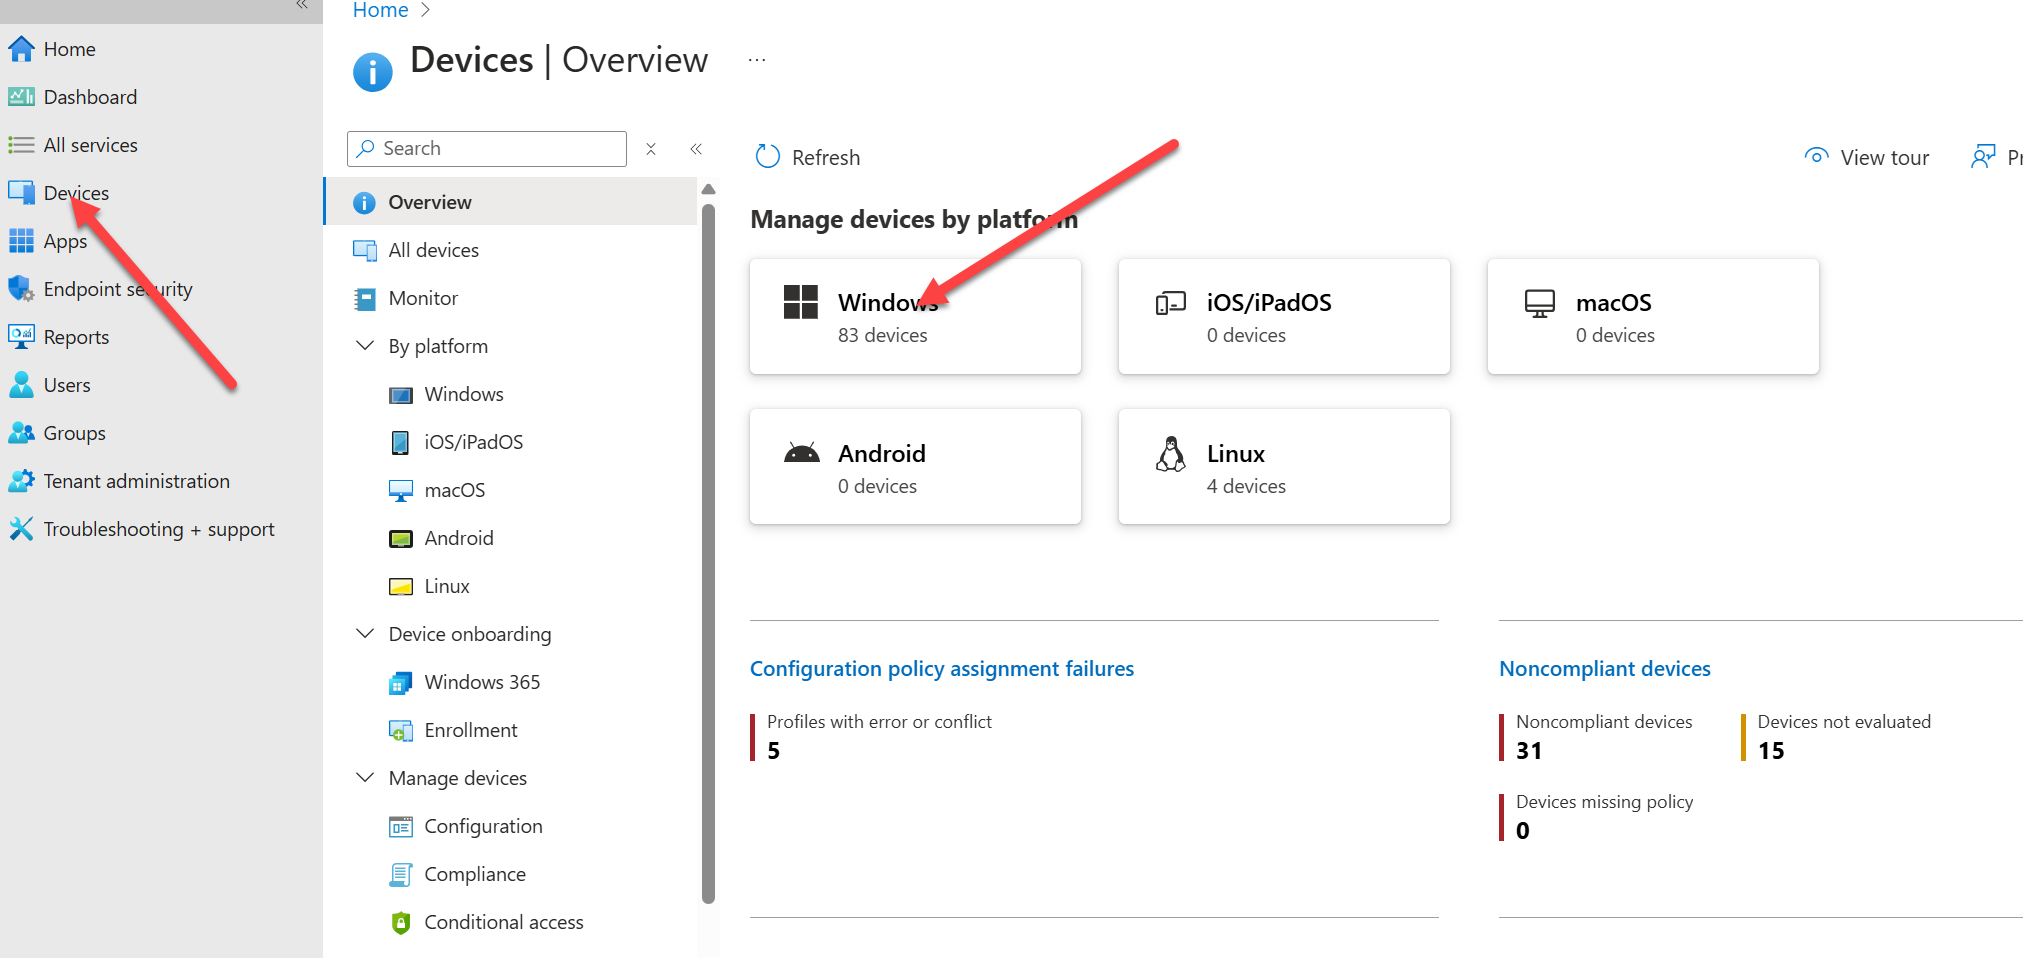 Home
Dashboard
All services
Devices
Apps
Endpoint security
Reports
Users
Groups
Tenant administration
Troubleshooting + support
Home
Devices | Overview ...
Search
Overview
All devices
Monitor
By platform
Windows
iOS/iPadOS
macOS
Android
Linux
Device onboarding
Windows 365
Enrollment
Manage devices
Configuration
Compliance
Conditional access
Refresh
View tour
Manage devices by platform
Windows
83 devices
iOS/iPadOS
0 devices
macOS
0 devices
Android
0 devices
Linux
4 devices
Configuration policy assignment failures
Profiles with error or conflict
5
Noncompliant devices
Noncompliant devices
31
Devices not evaluated
15
Devices missing policy
0